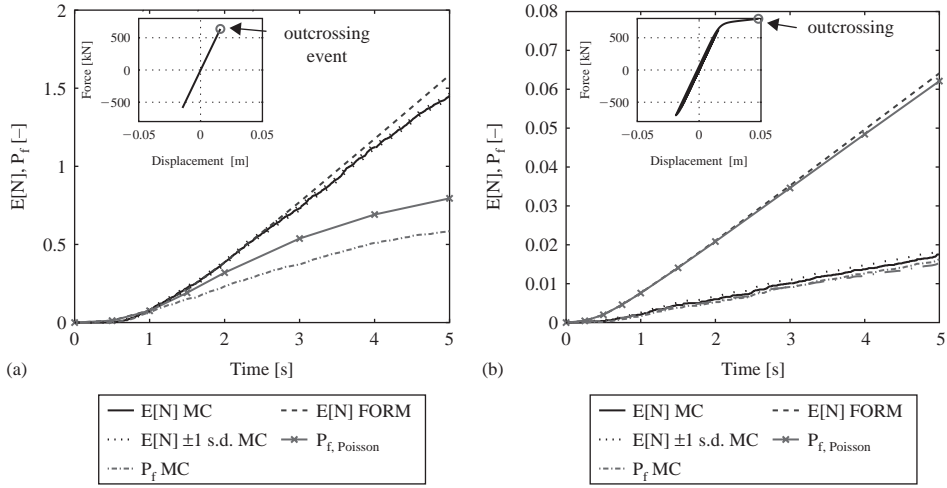 E[N], P_f [–]
2
1.5
1
0.5
0
0
1
2
3
4
5
Time [s]
(a)
Force [kN]
500
0
−500
−0.05
0
0.05
Displacement [m]
outcrossing
event
E[N] MC
E[N] ±1 s.d. MC
P_f MC
E[N] FORM
P_f, Poisson
E[N], P_f [–]
0.08
0.07
0.06
0.05
0.04
0.03
0.02
0.01
0
0
1
2
3
4
5
Time [s]
(b)
Force [kN]
500
0
−500
−0.05
0
0.05
Displacement [m]
outcrossing
E[N] MC
E[N] ±1 s.d. MC
P_f MC
E[N] FORM
P_f, Poisson